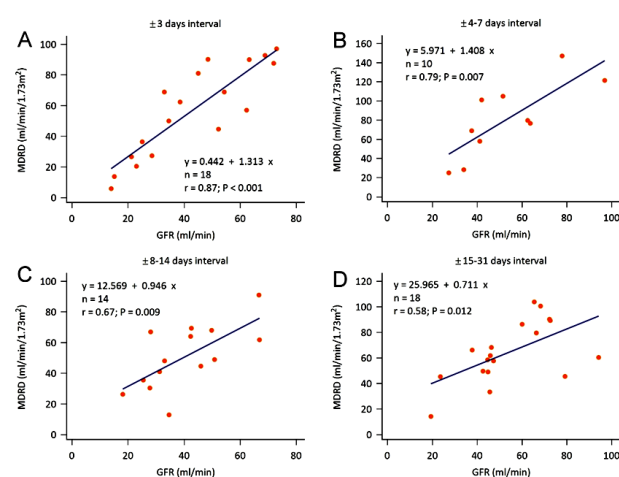 A
±3 days interval
MDRD (ml/min/1.73m²)
100
80
60
40
20
0
y = 0.442 + 1.313 x
n = 18
r = 0.87; P < 0.001
0 20 40 60 80
GFR (ml/min)
B
±4-7 days interval
MDRD (ml/min/1.73m²)
160
140
120
100
80
60
40
20
0
y = 5.971 + 1.408 x
n = 10
r = 0.79; P = 0.007
0 20 40 60 80 100
GFR (ml/min)
C
±8-14 days interval
MDRD (ml/min/1.73m²)
100
80
60
40
20
0
y = 12.569 + 0.946 x
n = 14
r = 0.67; P = 0.009
0 20 40 60 80
GFR (ml/min)
D
±15-31 days interval
MDRD (ml/min/1.73m²)
120
100
80
60
40
20
0
y = 25.965 + 0.711 x
n = 18
r = 0.58; P = 0.012
0 20 40 60 80 100
GFR (ml/min)